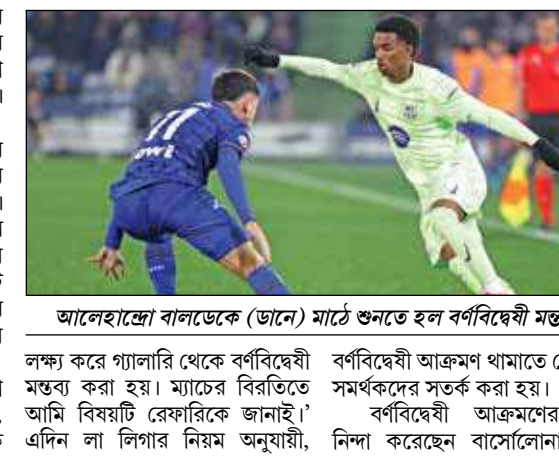 11
আলেহান্দ্রো বালডেকে (ডানে) মাঠে শুনতে হল বর্ণবিদ্বেষী
লক্ষ্য করে গ্যালারি থেকে বর্ণবিদ্বেষী
মন্তব্য করা হয়। ম্যাচের বিরতিতে
আমি বিষয়টি রেফারিকে জানাই।’
এদিন লা লিগার নিয়ম অনুযায়ী,
বর্ণবিদ্বেষী আক্রমণ থামাতে
সমর্থকদের সতর্ক করা হয়।
বর্ণবিদ্বেষী আক্রমণের
নিন্দা করেছেন